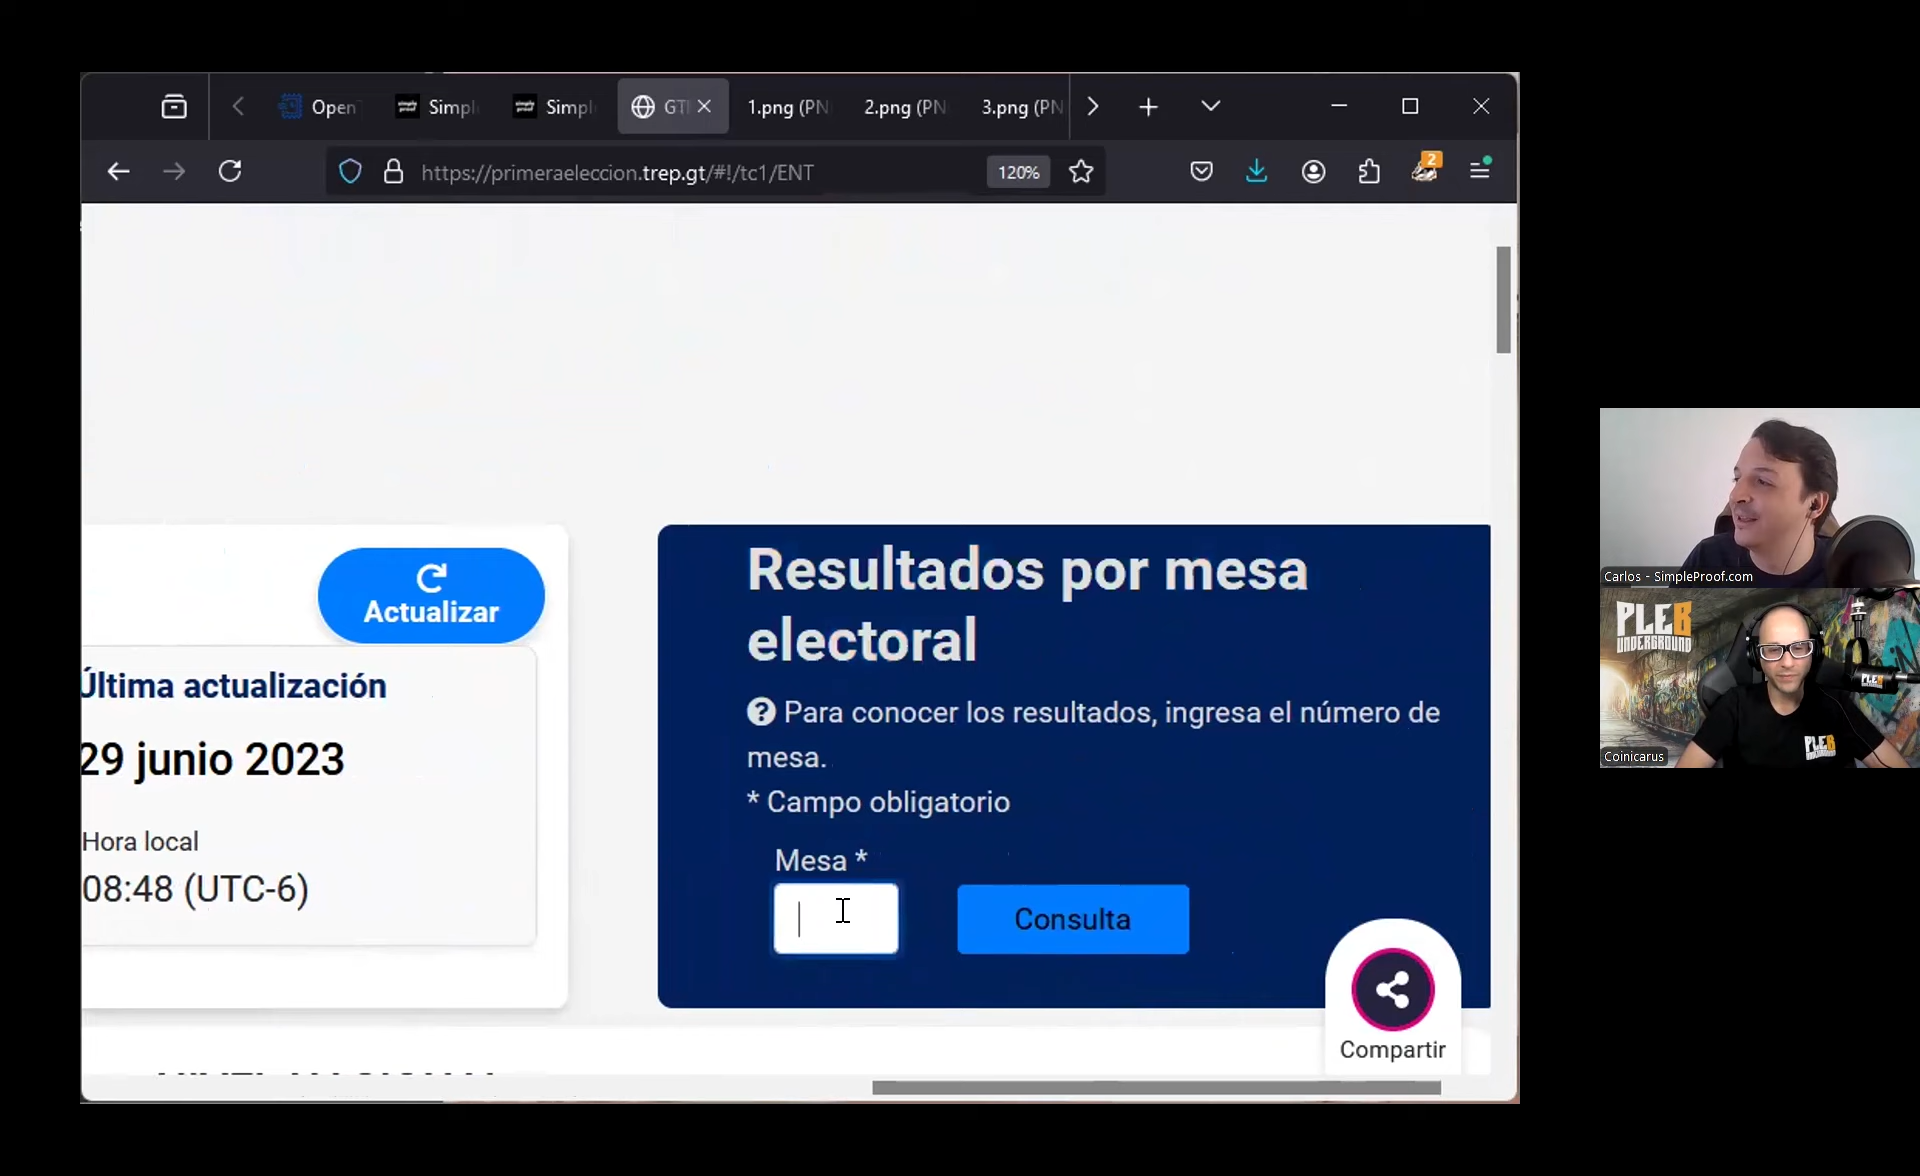 Open
Simpl
Simpl
GT
1.png (PN
2.png (PN
3.png (PN
https://primeraeleccion.trep.gt/#!/tc1/ENT
120%
2
Actualizar
Última actualización
29 junio 2023
Hora local
08:48 (UTC-6)
Resultados por mesa
electoral
Para conocer los resultados, ingresa el número de
mesa.
* Campo obligatorio
Mesa *
Consulta
Compartir
Carlos - SimpleProof.com
PLEB
UNDERGROUND
PLEB
PLEB
Coinicarus